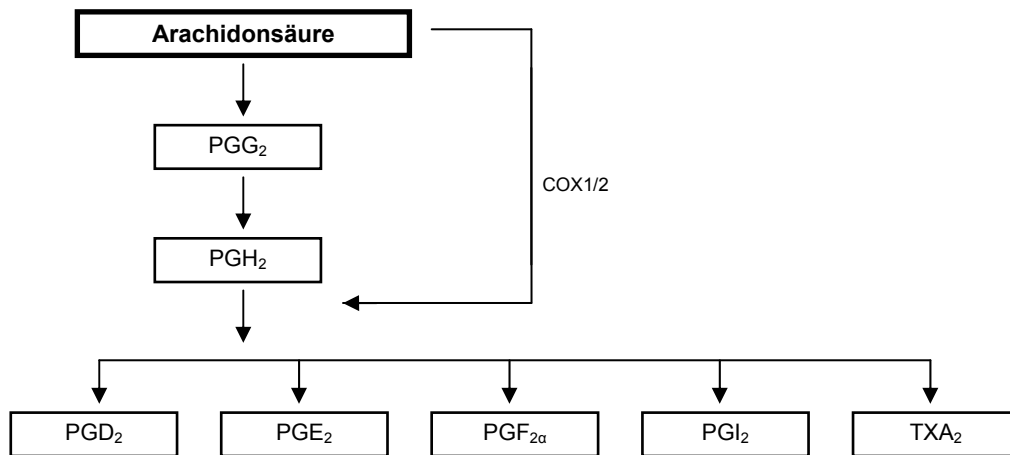 Arachidonsäure
PGG₂
COX1/2
PGH₂
PGD₂ PGE₂ PGF₂α PGI₂ TXA₂